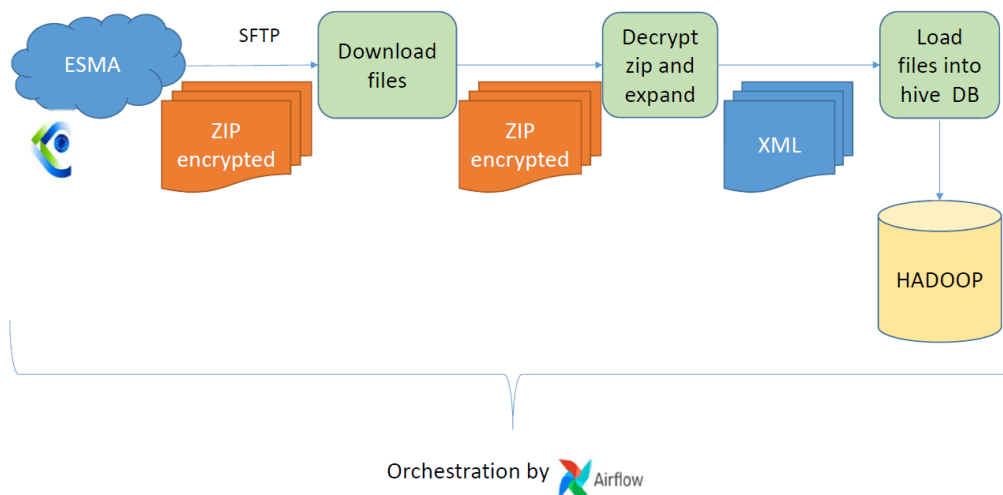 ESMA
SFTP
Download
files
Decrypt
zip and
expand
Load
files into
hive DB
ZIP
encrypted
ZIP
encrypted
XML
HADOOP
Orchestration by Airflow